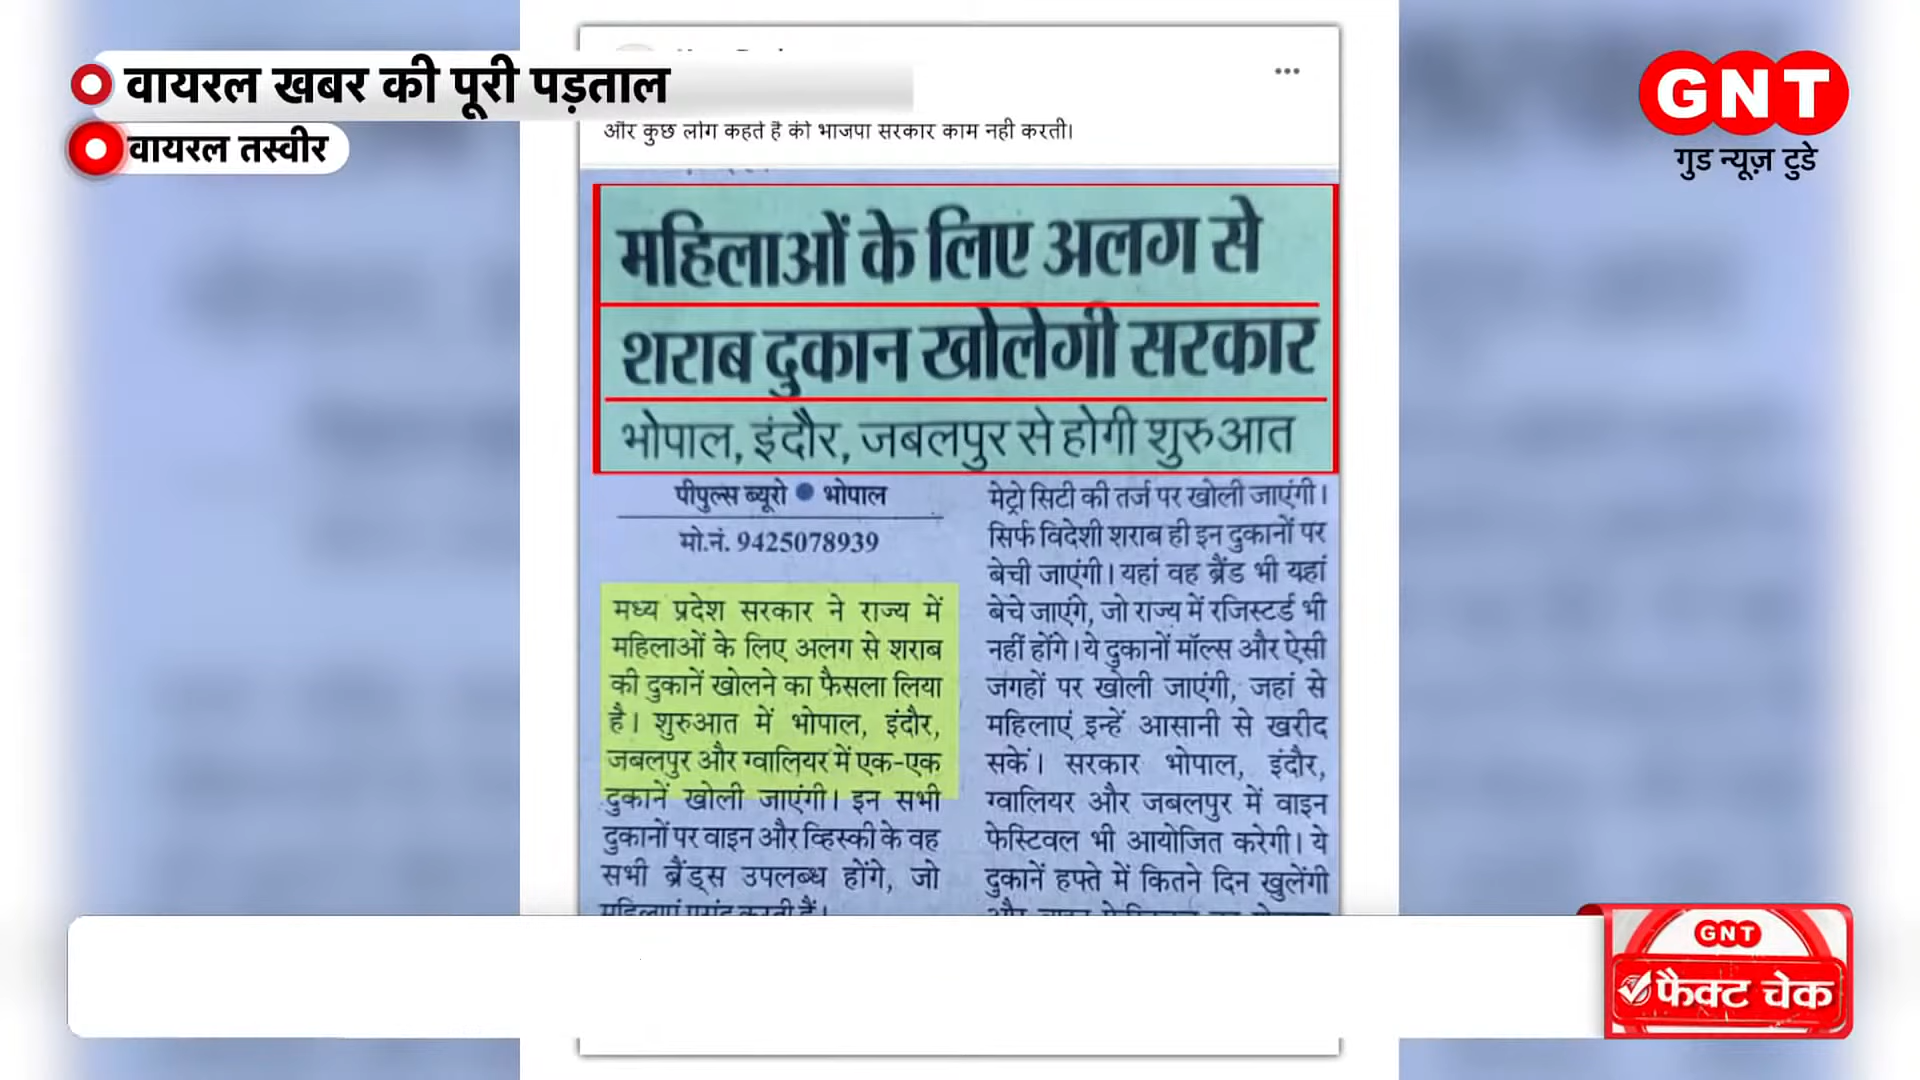 वायरल खबर की पूरी पड़ताल
वायरल तस्वीर
GNT
गुड न्यूज़ टुडे
और कुछ लोग कहते है की भाजपा सरकार काम नही करती।
महिलाओं के लिए अलग से
शराब दुकान खोलेगी सरकार
भोपाल, इंदौर, जबलपुर से होगी शुरुआत
पीपुल्स ब्यूरो ● भोपाल
मो.नं. 9425078939
मध्य प्रदेश सरकार ने राज्य में
महिलाओं के लिए अलग से शराब
की दुकानें खोलने का फैसला लिया
है। शुरुआत में भोपाल, इंदौर,
जबलपुर और ग्वालियर में एक-एक
दुकानें खोली जाएंगी। इन सभी
दुकानों पर वाइन और व्हिस्की के वह
सभी ब्रैंड्स उपलब्ध होंगे, जो
महिलाएं पसंद करती हैं।
मेट्रो सिटी की तर्ज पर खोली जाएंगी।
सिर्फ विदेशी शराब ही इन दुकानों पर
बेची जाएंगी। यहां वह ब्रैंड भी यहां
बेचे जाएंगे, जो राज्य में रजिस्टर्ड भी
नहीं होंगे। ये दुकानों मॉल्स और ऐसी
जगहों पर खोली जाएंगी, जहां से
महिलाएं इन्हें आसानी से खरीद
सकें। सरकार भोपाल, इंदौर,
ग्वालियर और जबलपुर में वाइन
फेस्टिवल भी आयोजित करेगी। ये
दुकानें हफ्ते में कितने दिन खुलेंगी
GNT
फैक्ट चेक